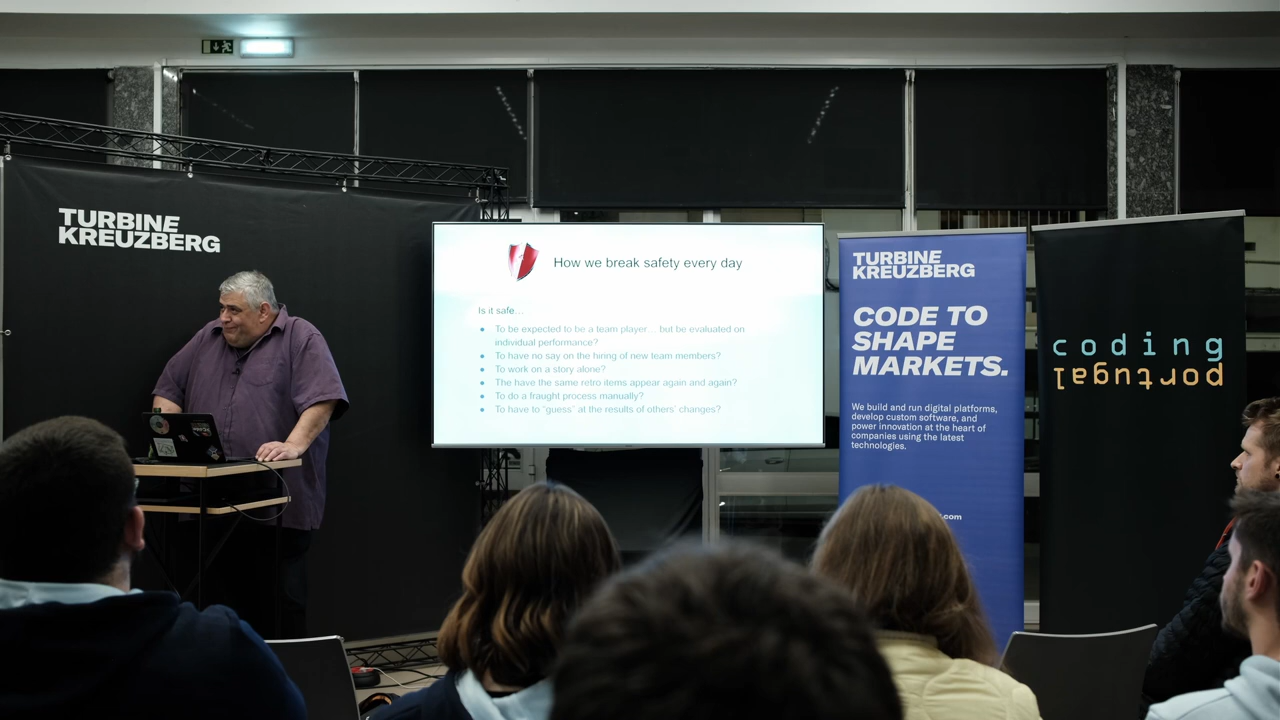 TURBINE
KREUZBERG
How we break safety every day
Is it safe...
To be expected to be a team player... but be evaluated on
individual performance?
To have no say on the hiring of new team members?
To work on a story alone?
The have the same retro items appear again and again?
To do a fraught process manually?
To have to "guess" at the results of others' changes?
TURBINE
KREUZBERG
CODE TO
SHAPE
MARKETS.
We build and run digital platforms,
develop custom software, and
power innovation at the heart of
companies using the latest
technologies.
.com
coding
portugal